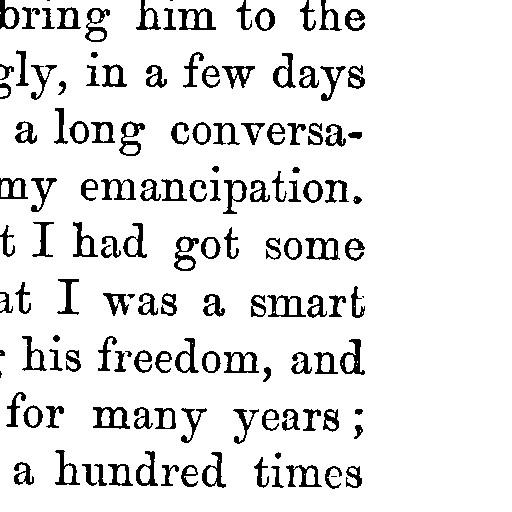 bring him to the
gly, in a few days
a long conversa-
my emancipation.
t I had got some
at I was a smart
his freedom, and
for many years ;
a hundred times